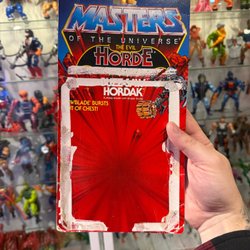 MASTERS
OF THE UNIVERSE
THE EVIL
HORDE
HORDAK
BLADE BURSTS
OF CHEST!